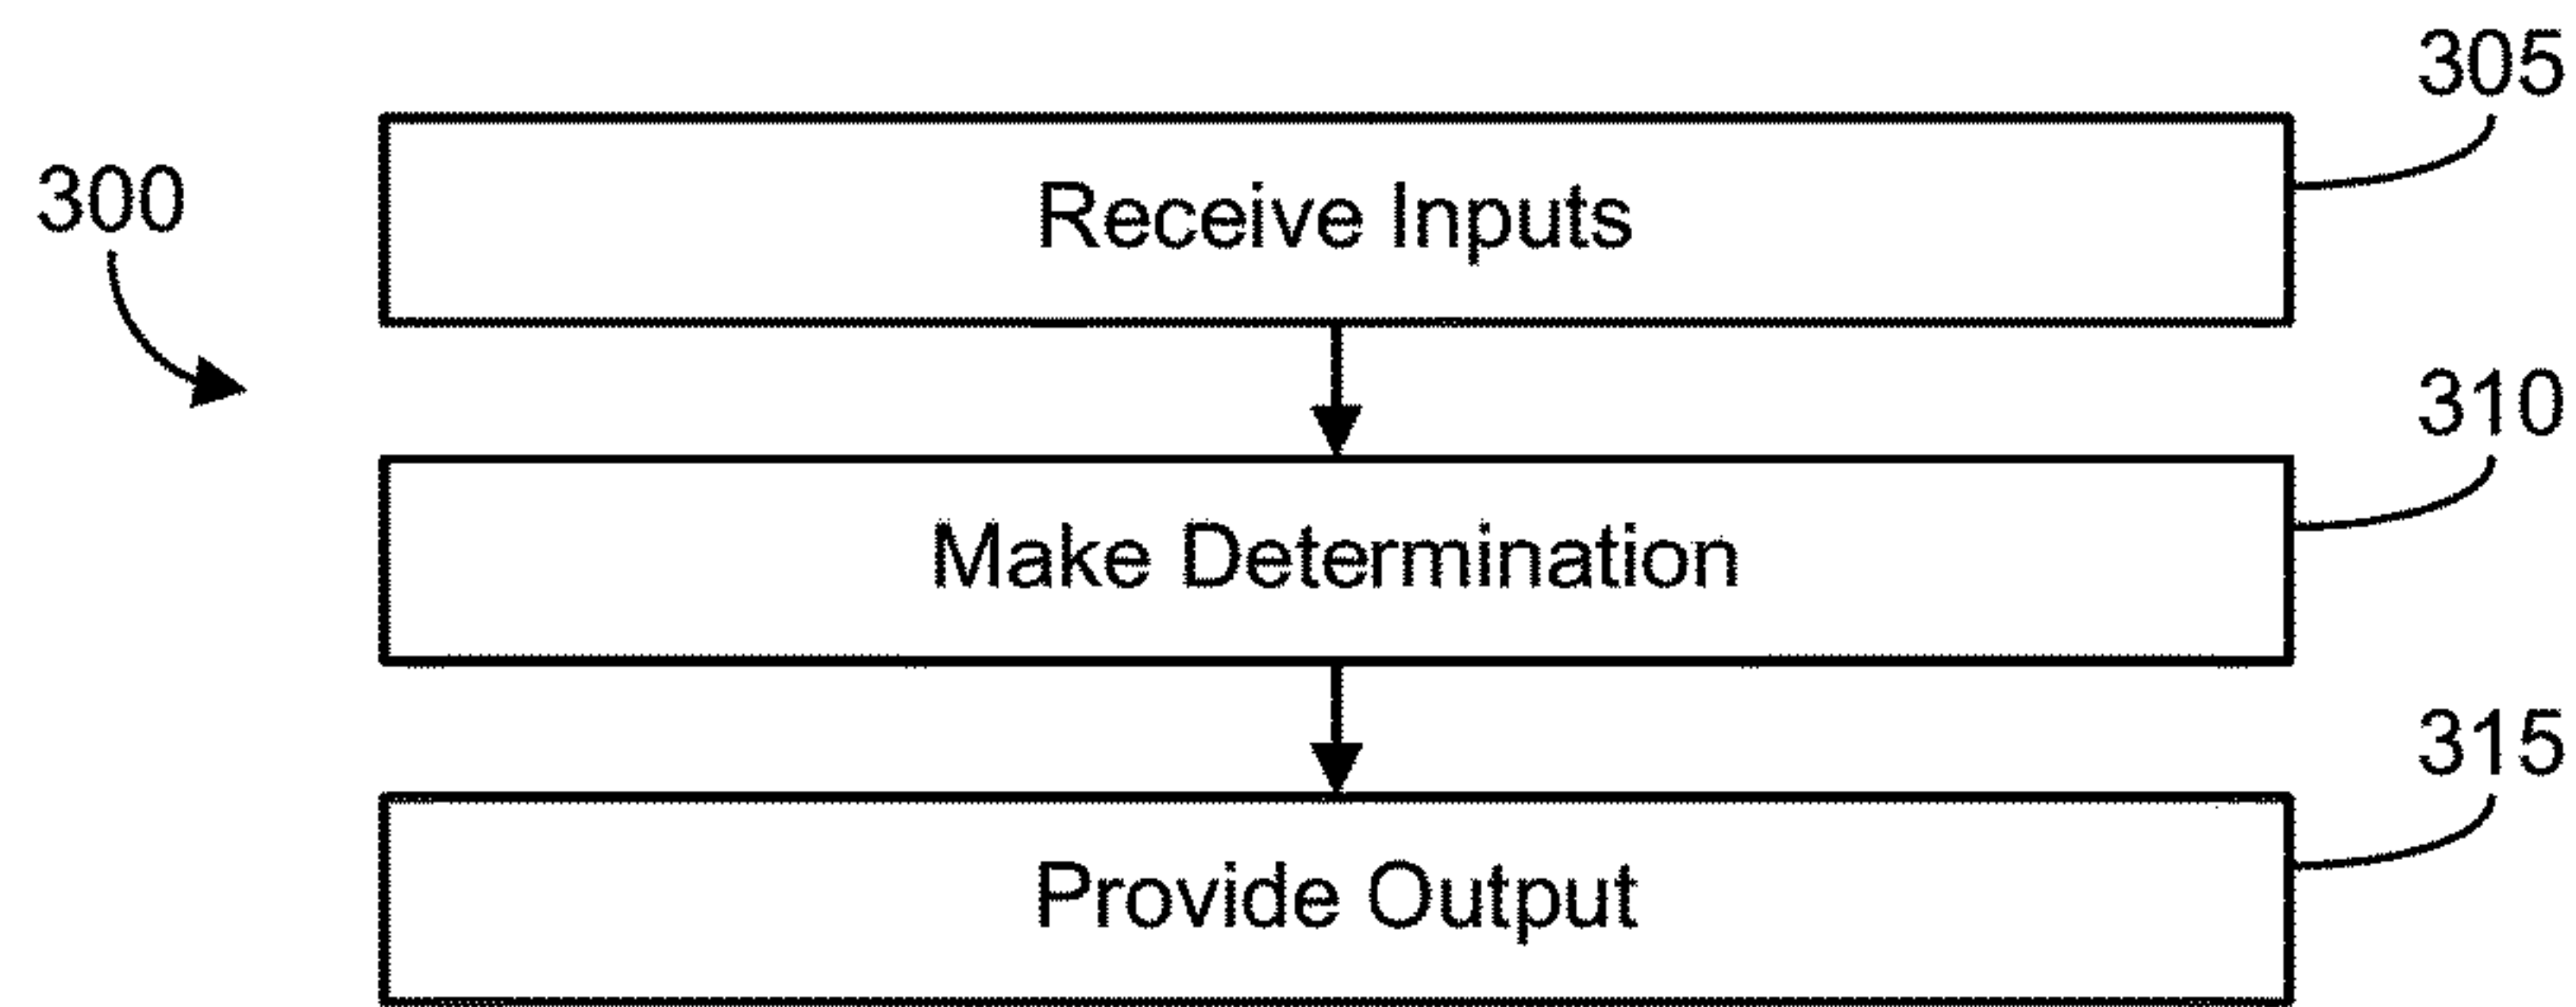 305
300
Receive Inputs
310
Make Determination
315
Provide Output